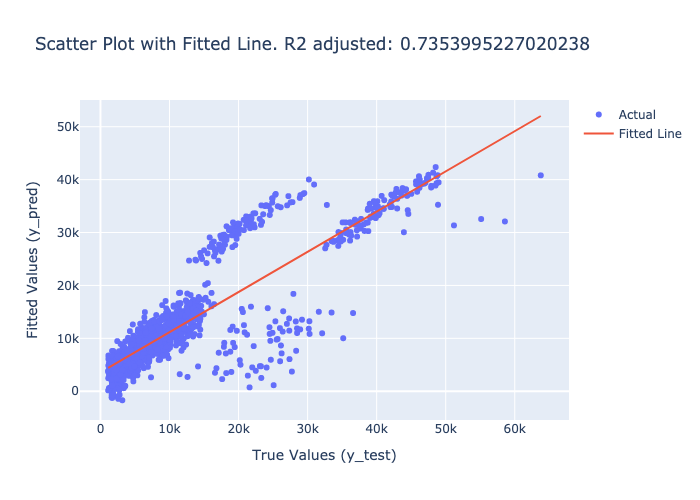 Scatter Plot with Fitted Line. R2 adjusted: 0.7353995227020238
Actual
Fitted Line
Fitted Values (y_pred)
50k
40k
30k
20k
10k
0
0 10k 20k 30k 40k 50k 60k
True Values (y_test)